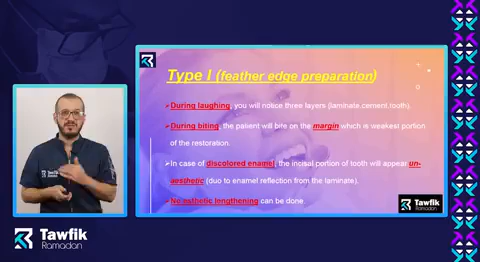 Type I (feather edge preparation)
During laughing, you will notice three layers (laminate.cement.tooth).
During biting, the patient will bite on the margin which is weakest portion
of the restoration.
In case of discolored enamel, the incisal portion of tooth will appear un-
aesthetic (duo to enamel reflection from the laminate).
No esthetic lengthening can be done
Tawfik
Ramadan
Tawfik
Ramadan